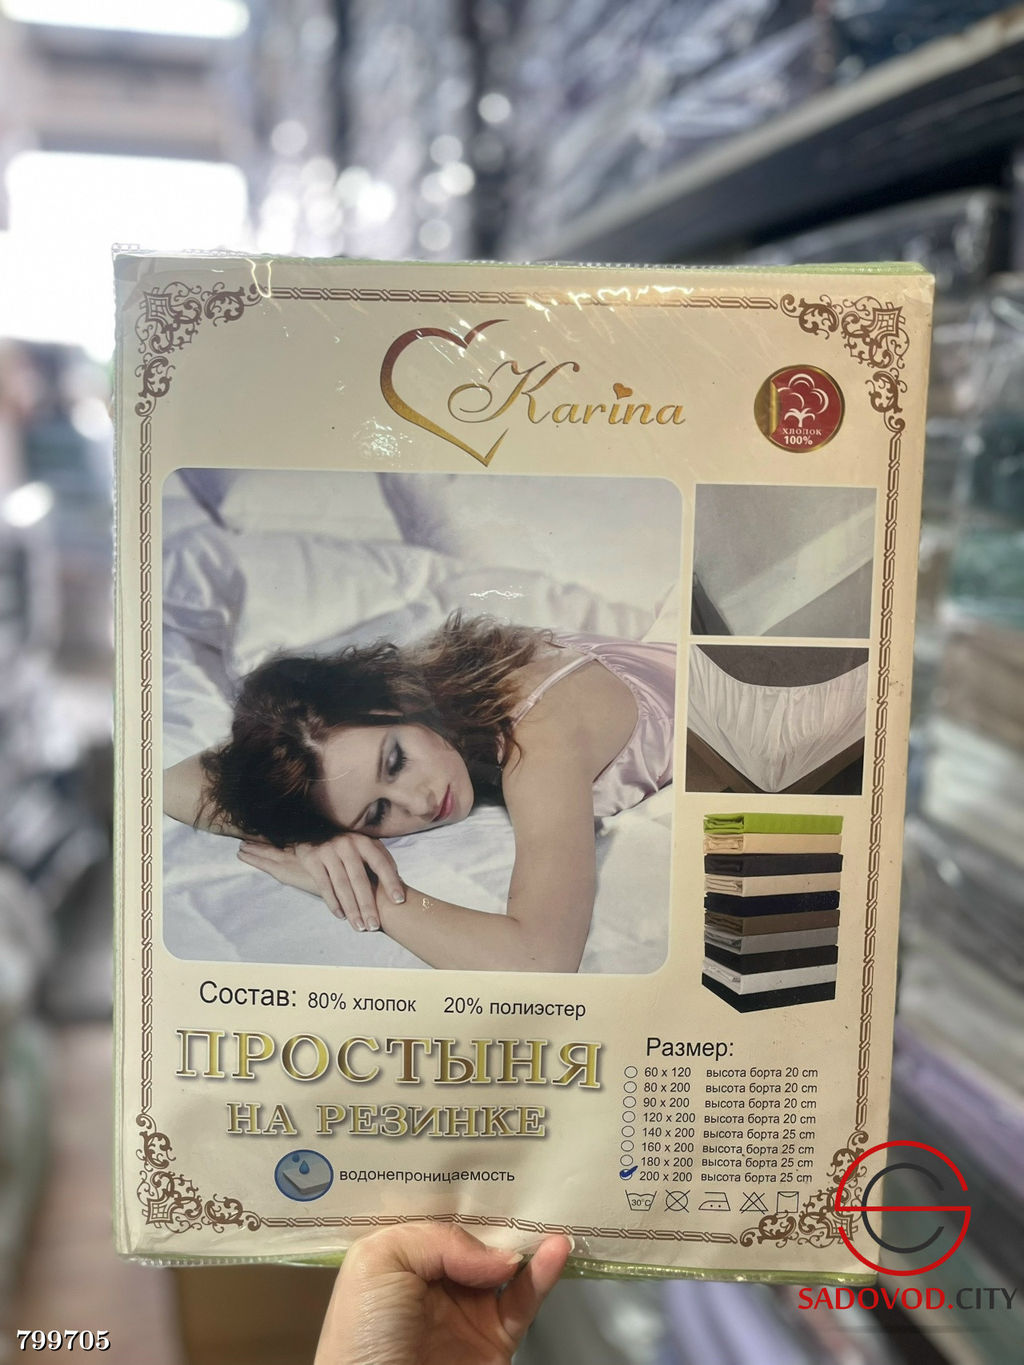 Karina
ХЛОПОК
100%
Состав: 80% хлопок 20% полиэстер
ПРОСТЫНЯ
НА РЕЗИНКЕ
водонепроницаемость
Размер:
60 x 120 высота борта 20 cm
80 x 200 высота борта 20 cm
90 x 200 высота борта 20 cm
120 x 200 высота борта 20 cm
140 x 200 высота борта 25 cm
160 x 200 высота борта 25 cm
180 x 200 высота борта 25 cm
200 x 200 высота борта 25 cm
30°C
SADOVOD.CITY
799705